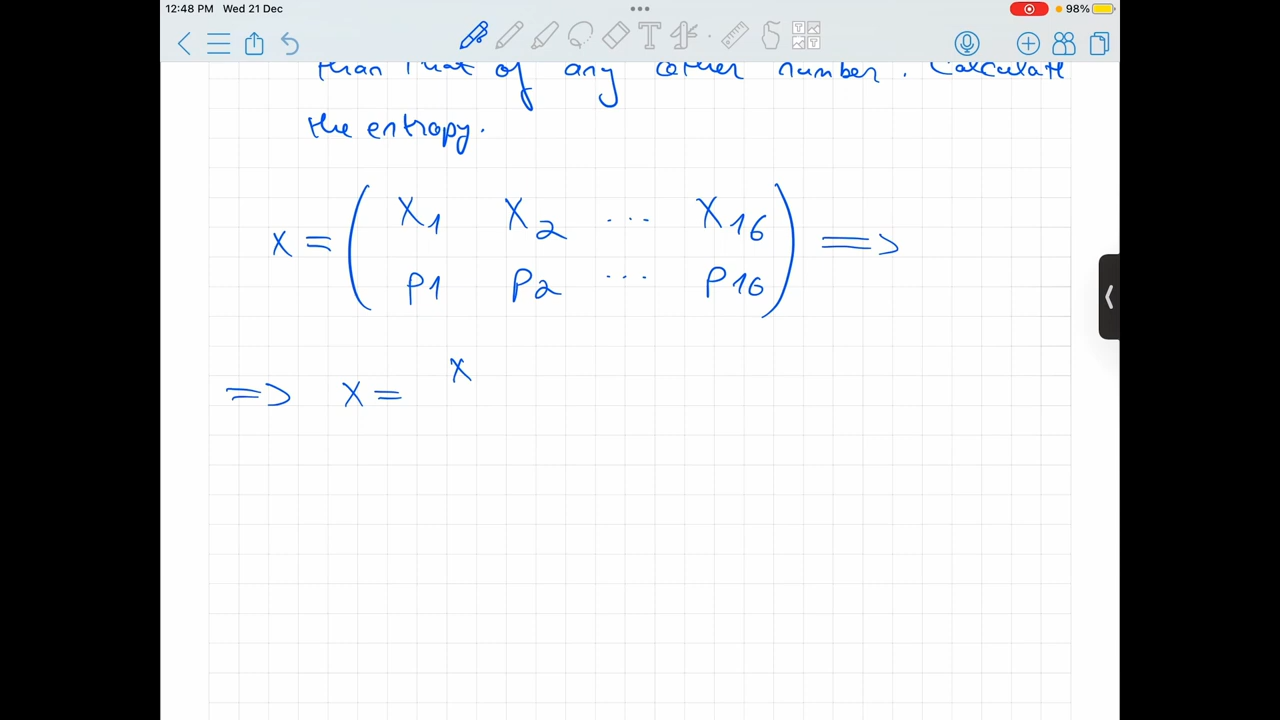 12:48 PM Wed 21 Dec
98%
than that of any other number. Calculate
the entropy.
X = ( X1 X2 ... X16 ) =>
p1 p2 ... p16
=> X = X